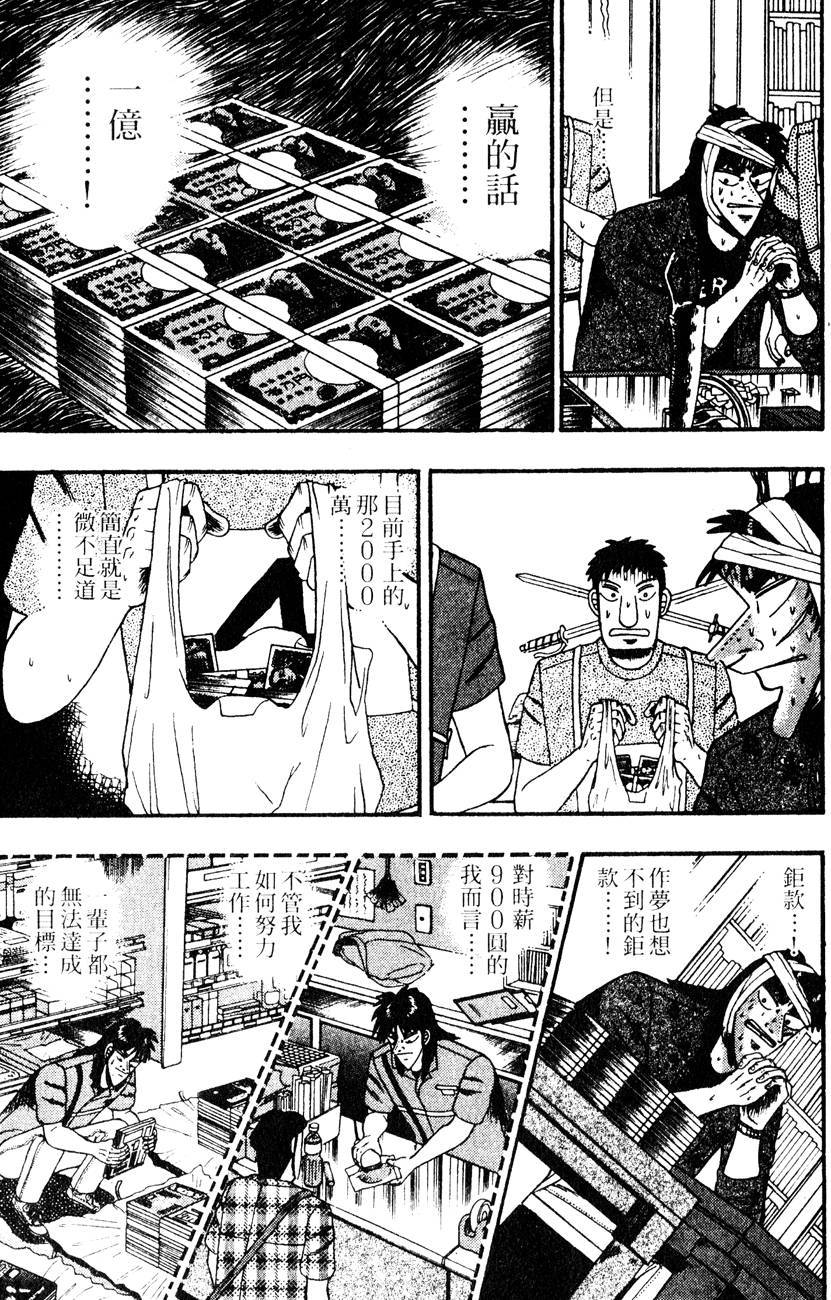 但是……
贏的話
………
一億
………！
目前手上的
那2000
萬………
簡直就是
微不足道
………
鉅款…！
作夢也想
不到的鉅
款……！
對時薪
900圓的
我而言……
不管我
如何努力
工作……
一輩子都
無法達成
的目標…